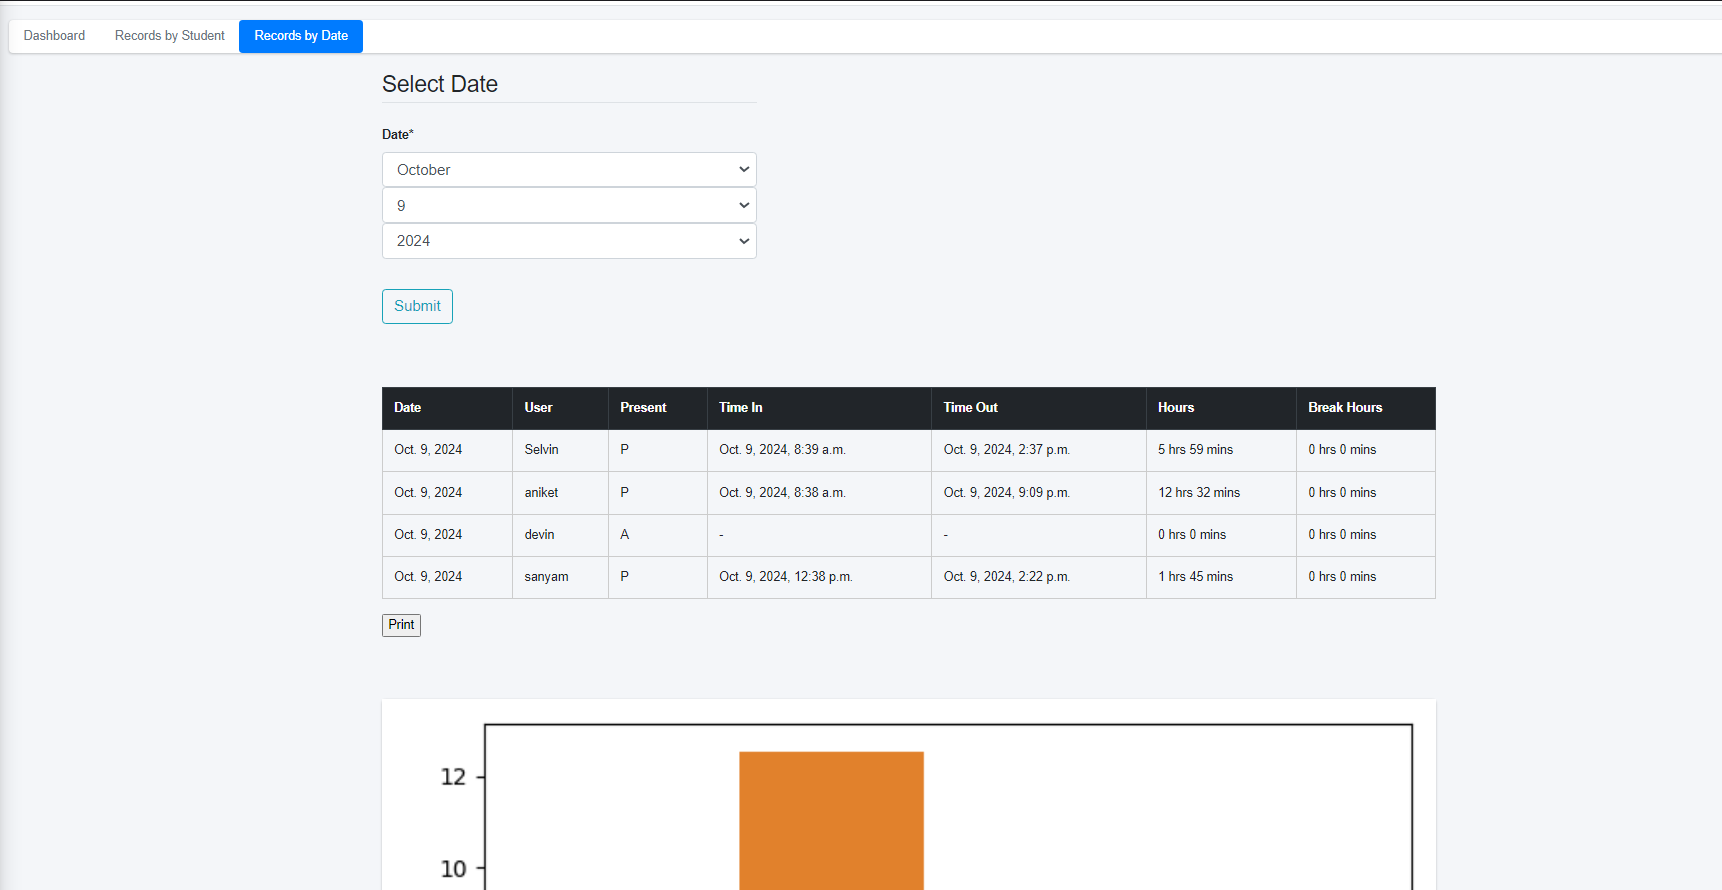 Dashboard Records by Student Records by Date
Select Date
Date*
October
9
2024
Submit
Date User Present Time In Time Out Hours Break Hours
Oct. 9, 2024 Selvin P Oct. 9, 2024, 8:39 a.m. Oct. 9, 2024, 2:37 p.m. 5 hrs 59 mins 0 hrs 0 mins
Oct. 9, 2024 aniket P Oct. 9, 2024, 8:38 a.m. Oct. 9, 2024, 9:09 p.m. 12 hrs 32 mins 0 hrs 0 mins
Oct. 9, 2024 devin A - - 0 hrs 0 mins 0 hrs 0 mins
Oct. 9, 2024 sanyam P Oct. 9, 2024, 12:38 p.m. Oct. 9, 2024, 2:22 p.m. 1 hrs 45 mins 0 hrs 0 mins
Print
12
10